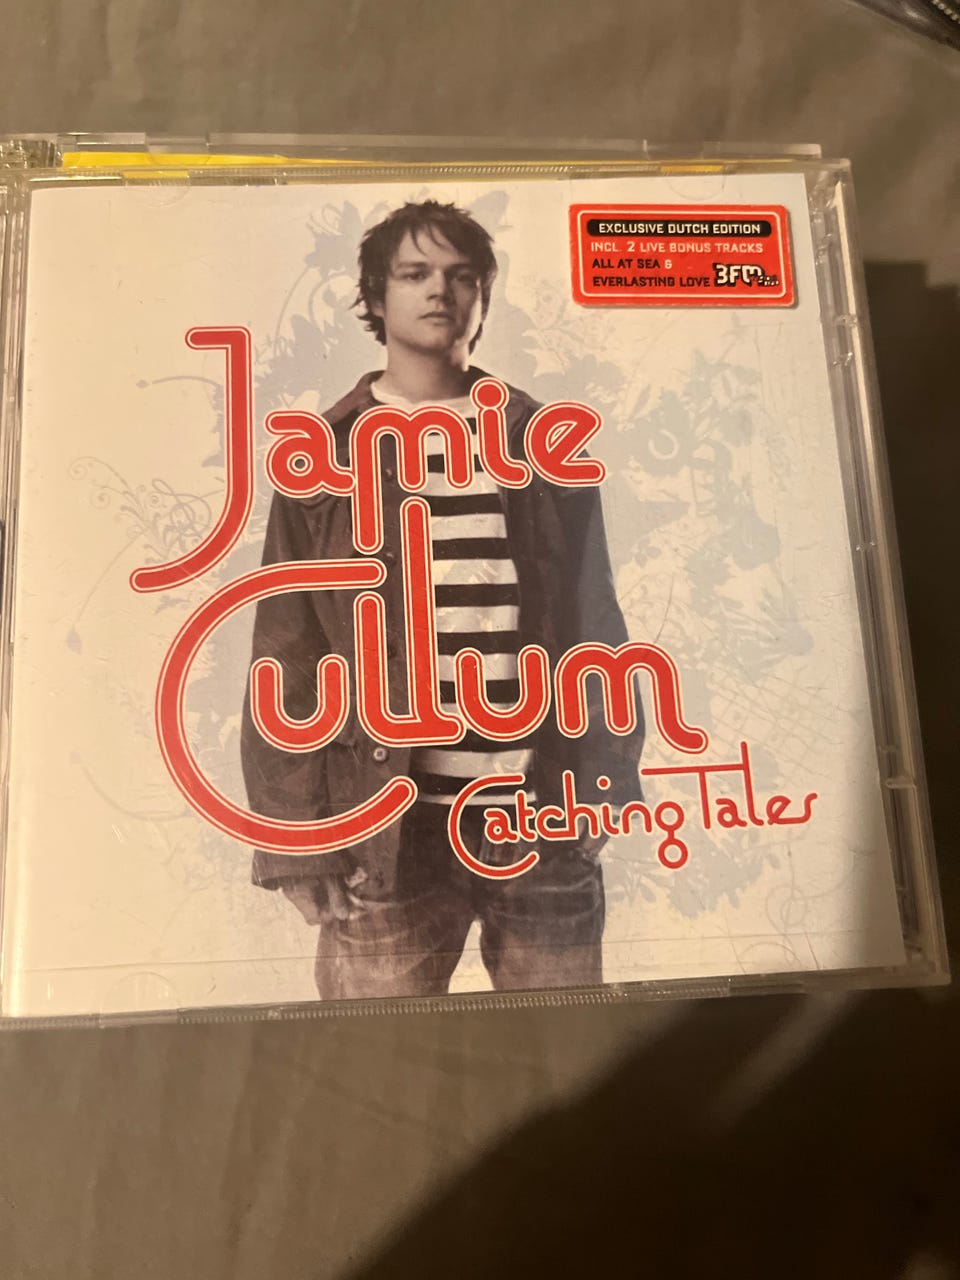 EXCLUSIVE DUTCH EDITION
INCL. 2 LIVE BONUS TRACKS
ALL AT SEA &
EVERLASTING LOVE 3FM
Jamie
Cullum
Catching Tales